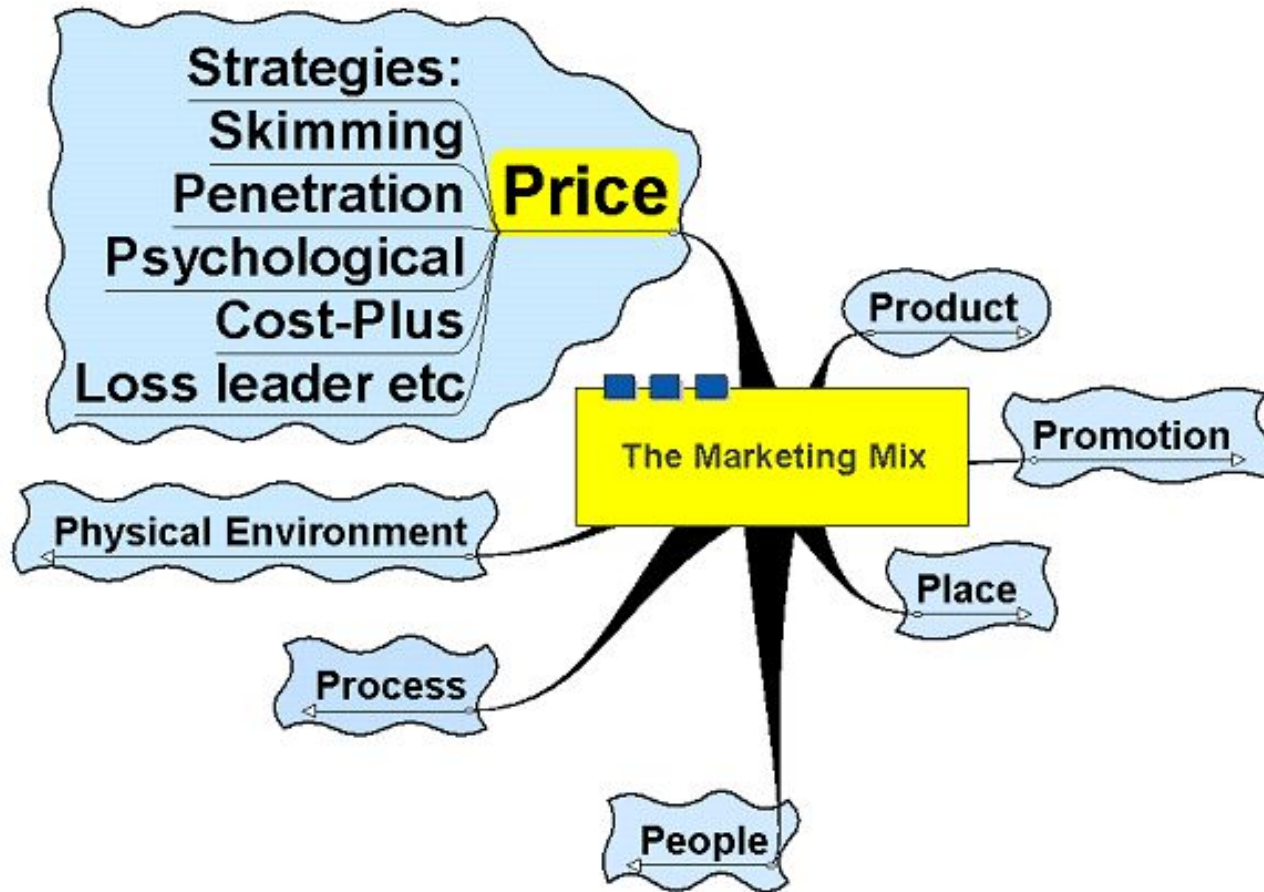 Strategies:
Skimming
Penetration
Psychological
Cost-Plus
Loss leader etc
Price
Product
The Marketing Mix
Promotion
Physical Environment
Place
Process
People